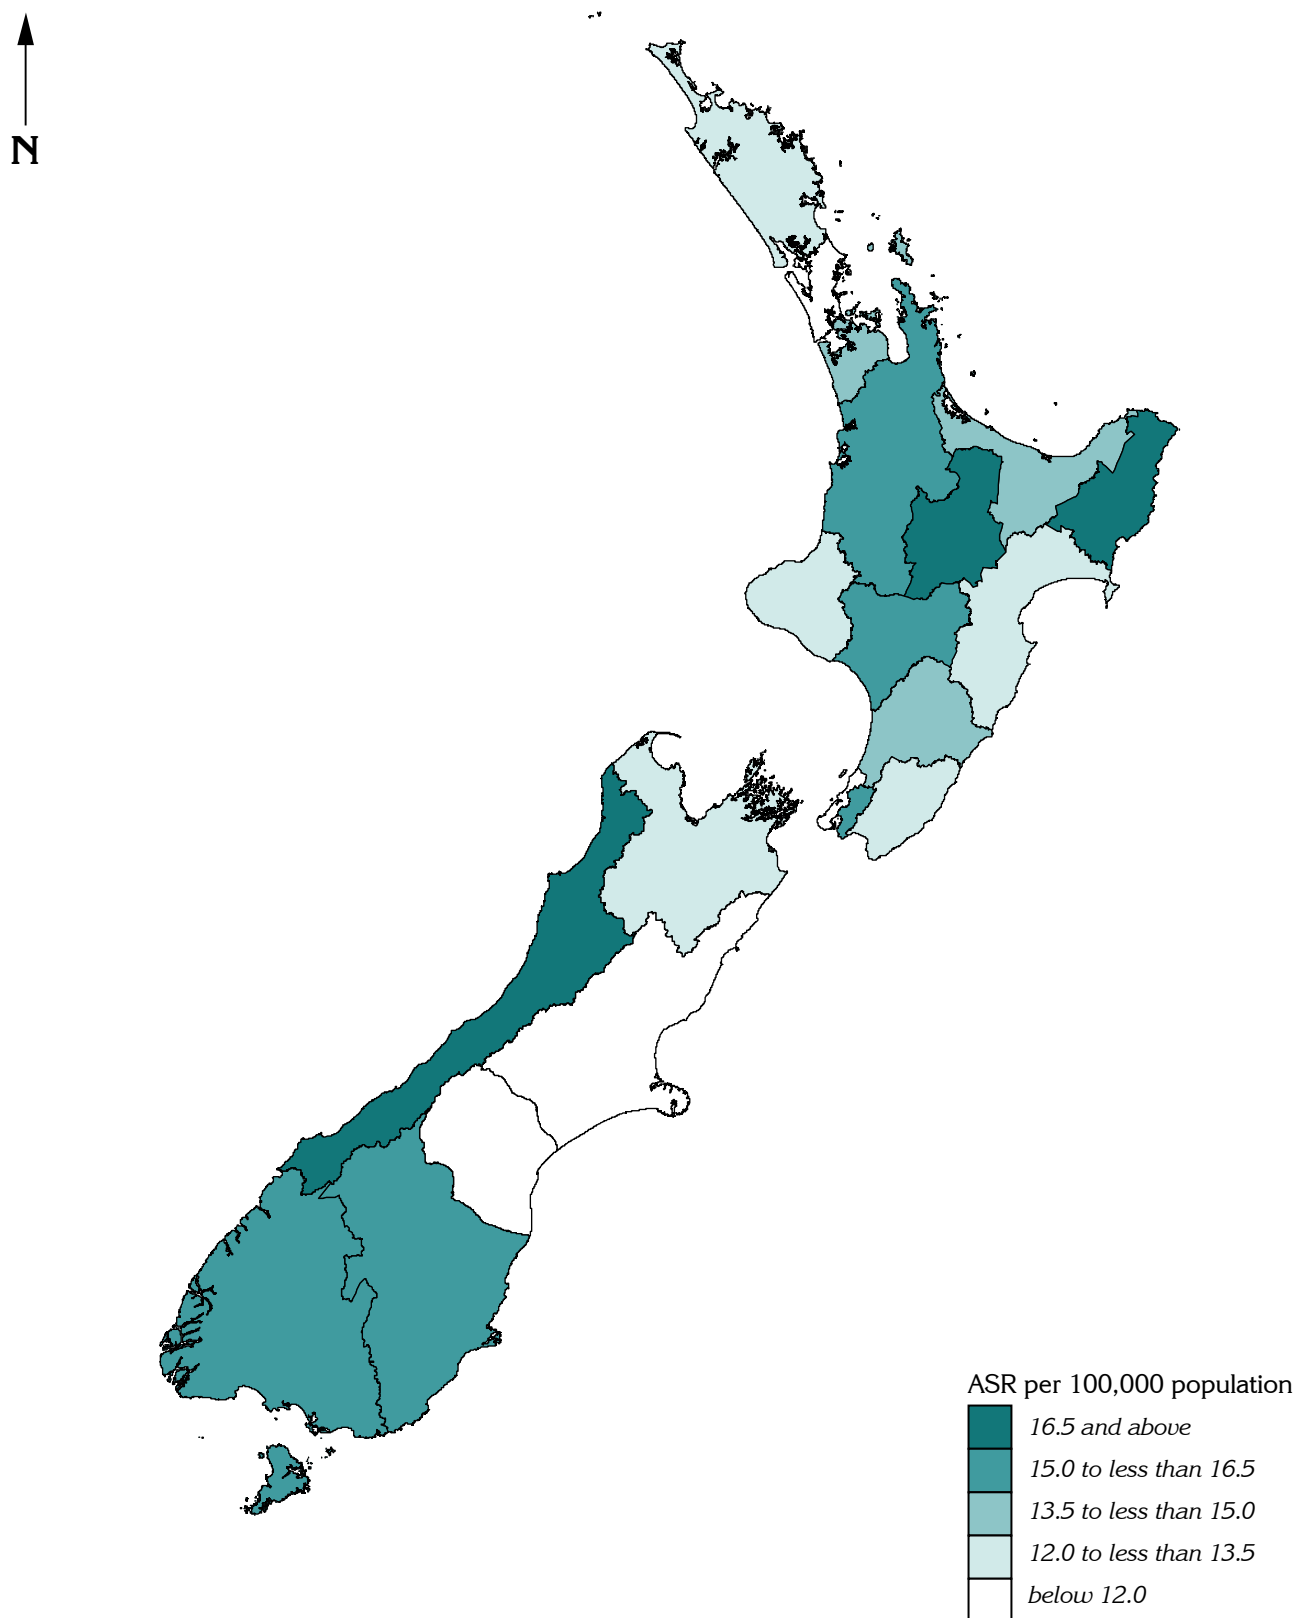 N
ASR per 100,000 population
16.5 and above
15.0 to less than 16.5
13.5 to less than 15.0
12.0 to less than 13.5
below 12.0